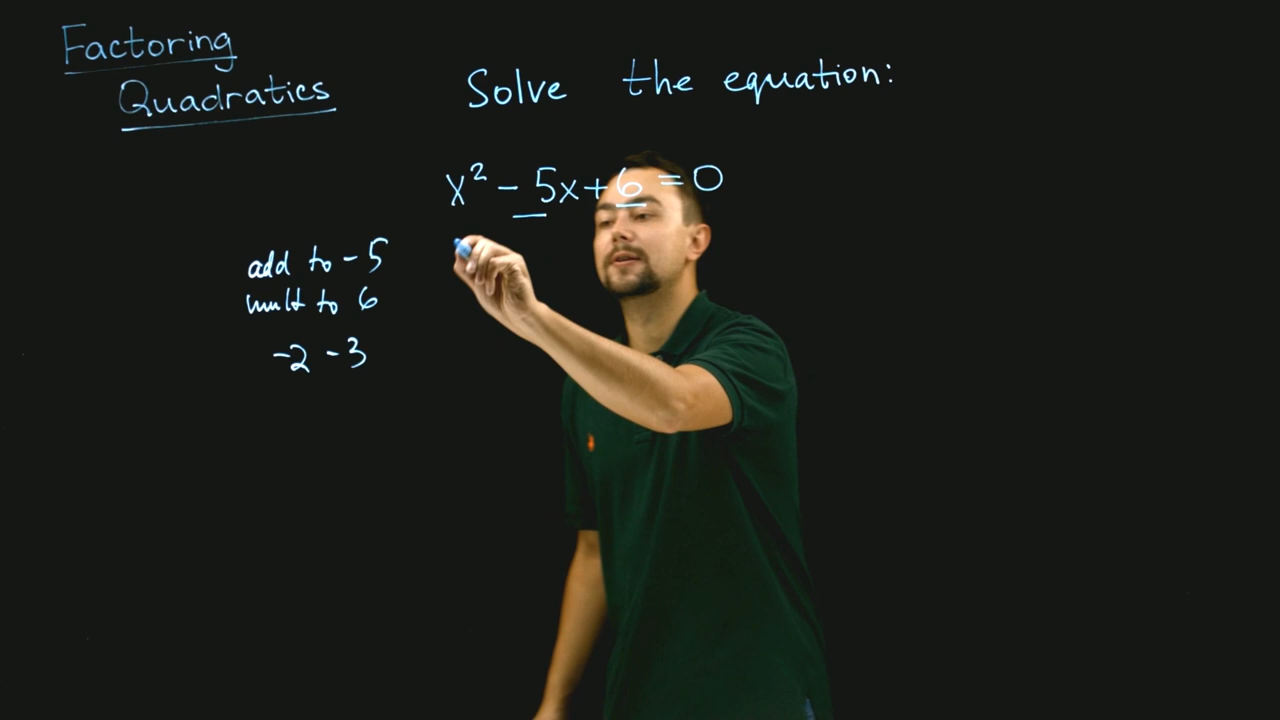 Factoring
Quadratics
Solve the equation:
x² - 5x + 6 = 0
add to -5
mult to 6
-2 -3